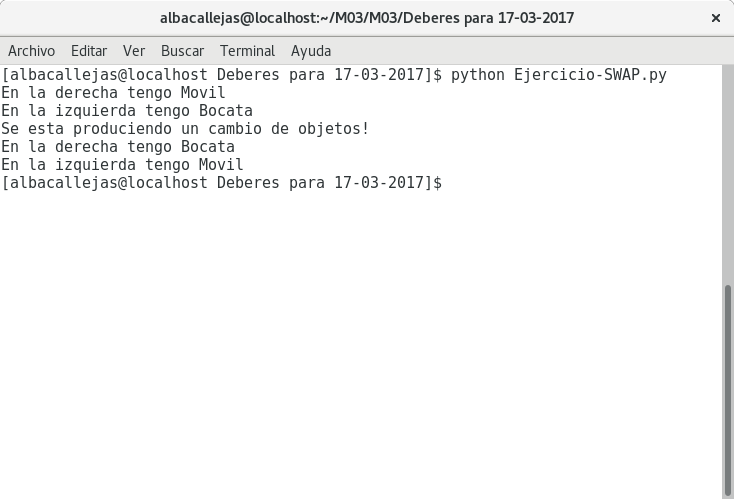 albacallejas@localhost:~/M03/M03/Deberes para 17-03-2017
Archivo Editar Ver Buscar Terminal Ayuda
[albacallejas@localhost Deberes para 17-03-2017]$ python Ejercicio-SWAP.py
En la derecha tengo Movil
En la izquierda tengo Bocata
Se esta produciendo un cambio de objetos!
En la derecha tengo Bocata
En la izquierda tengo Movil
[albacallejas@localhost Deberes para 17-03-2017]$